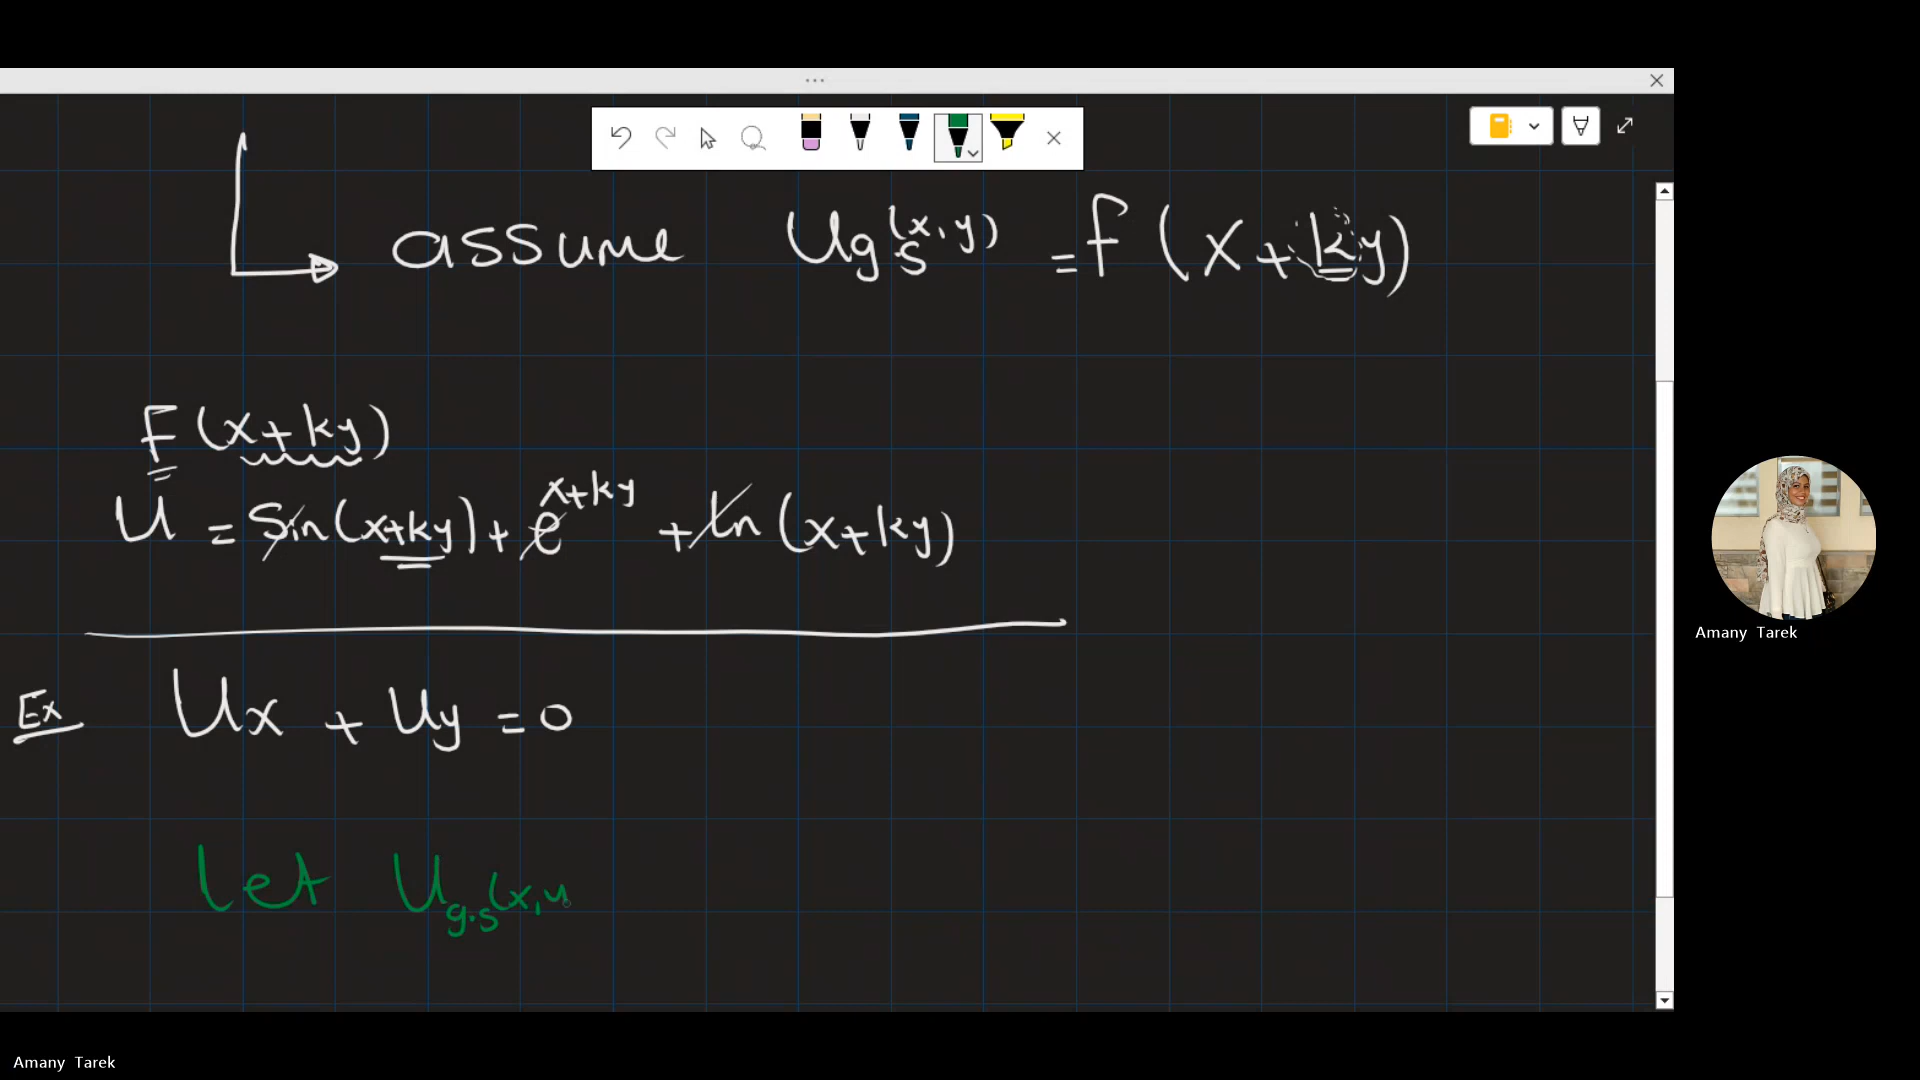 assume Ug.s(x,y) = f(x+ky)
F(x+ky)
U = Sin(x+ky) + e^x+ky + ln(x+ky)
Ex Ux + Uy = 0
Amany Tarek
let Ug.s(x,y
Amany Tarek